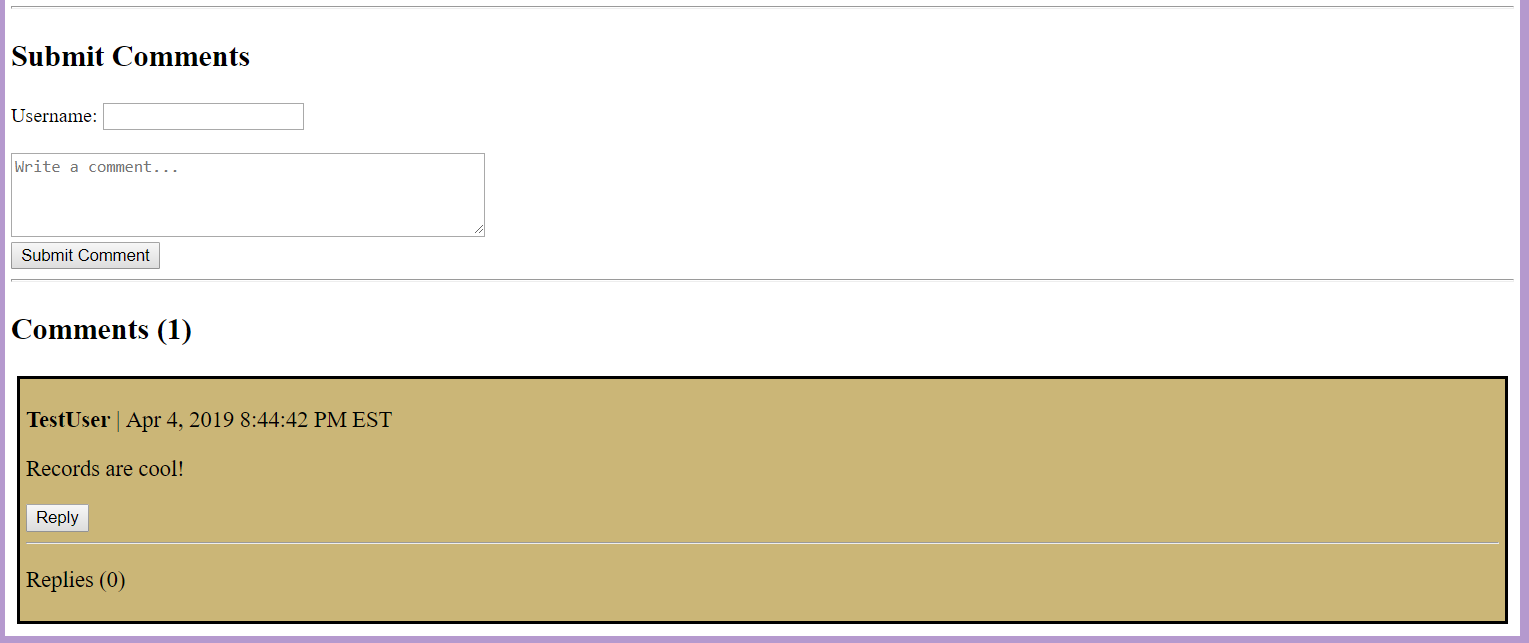 Submit Comments
Username:
Write a comment...
Submit Comment
Comments (1)
TestUser | Apr 4, 2019 8:44:42 PM EST
Records are cool!
Reply
Replies (0)